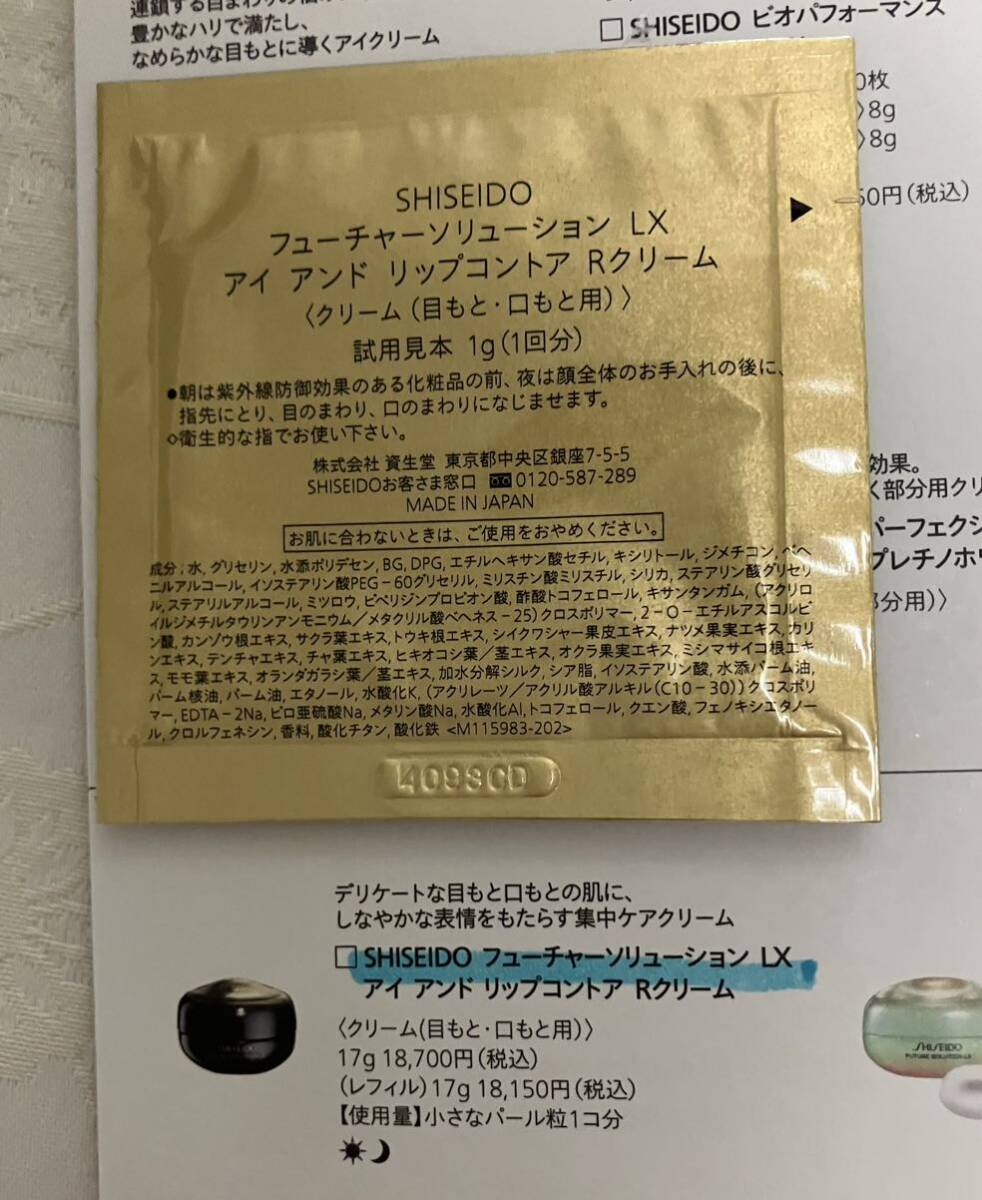 豊かなハリで満たし、
なめらかな目もとに導くアイクリーム
□SHISEIDO ビオパフォーマンス
0枚
〉8g
〉8g
50円(税込)
SHISEIDO
フューチャーソリューション LX
アイ アンド リップコントア Rクリーム
〈クリーム(目もと・口もと用)〉
試用見本 1g(1回分)
●朝は紫外線防御効果のある化粧品の前、夜は顔全体のお手入れの後に、
指先にとり、目のまわり、口のまわりになじませます。
◇衛生的な指でお使い下さい。
株式会社 資生堂 東京都中央区銀座7-5-5
SHISEIDOお客さま窓口 0120-587-289
MADE IN JAPAN
お肌に合わないときは、ご使用をおやめください。
成分:水, グリセリン, 水添ポリデセン, BG, DPG, エチルヘキサン酸セチル, キシリトール, ジメチコン, ベヘ
ニルアルコール, イソステアリン酸PEG-60グリセリル, ミリスチン酸ミリスチル, シリカ, ステアリン酸グリセリ
ル, ステアリルアルコール, ミツロウ, ピペリジンプロピオン酸, 酢酸トコフェロール, キサンタンガム, (アクリロ
イルジメチルタウリンアンモニウム/メタクリル酸ベヘネス-25)クロスポリマー, 2-O-エチルアスコルビ
ン酸, カンゾウ根エキス, サクラ葉エキス, トウキ根エキス, シイクワシャー果皮エキス, ナツメ果実エキス, カリ
ンエキス, テンチャエキス, チャ葉エキス, ヒキオコシ葉/茎エキス, オクラ果実エキス, ミシマサイコ根エキ
ス, モモ葉エキス, オランダガラシ葉/茎エキス, 加水分解シルク, シア脂, イソステアリン酸, 水添パーム油,
パーム核油, パーム油, エタノール, 水酸化K, (アクリレーツ/アクリル酸アルキル(C10-30))クロスポリ
マー, EDTA-2Na, ピロ亜硫酸Na, メタリン酸Na, 水酸化Al, トコフェロール, クエン酸, フェノキシエタノー
ル, クロルフェネシン, 香料, 酸化チタン, 酸化鉄 <M115983-202>
4093CD
効果。
く部分用クリ
パーフェクシ
プレチノホワ
部分用)〉
デリケートな目もと口もとの肌に、
しなやかな表情をもたらす集中ケアクリーム
□SHISEIDO フューチャーソリューション LX
アイ アンド リップコントア Rクリーム
〈クリーム(目もと・口もと用)〉
17g 18,700円(税込)
(レフィル)17g 18,150円(税込)
【使用量】小さなパール粒1コ分
SHISEIDO
FUTURE SOLUTION LX